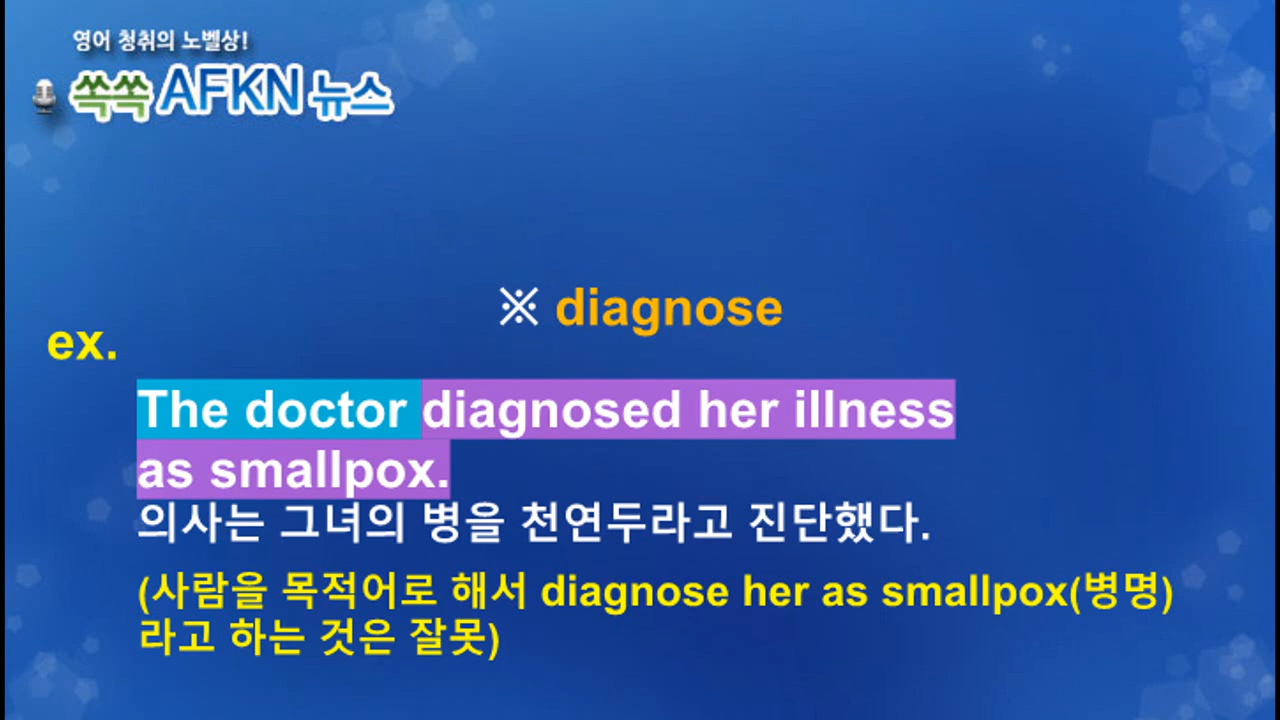 영어 청취의 노벨상!
쏙쏙 AFKN 뉴스
※ diagnose
ex.
The doctor diagnosed her illness
as smallpox.
의사는 그녀의 병을 천연두라고 진단했다.
(사람을 목적어로 해서 diagnose her as smallpox(병명)
라고 하는 것은 잘못)